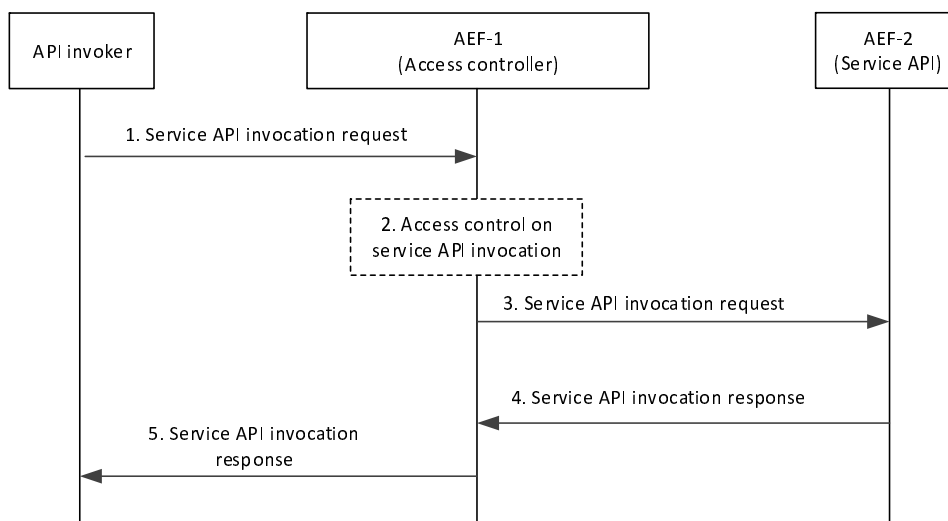 API invoker
AEF-1
(Access controller)
AEF-2
(Service API)
1. Service API invocation request
2. Access control on
service API invocation
3. Service API invocation request
4. Service API invocation response
5. Service API invocation
response